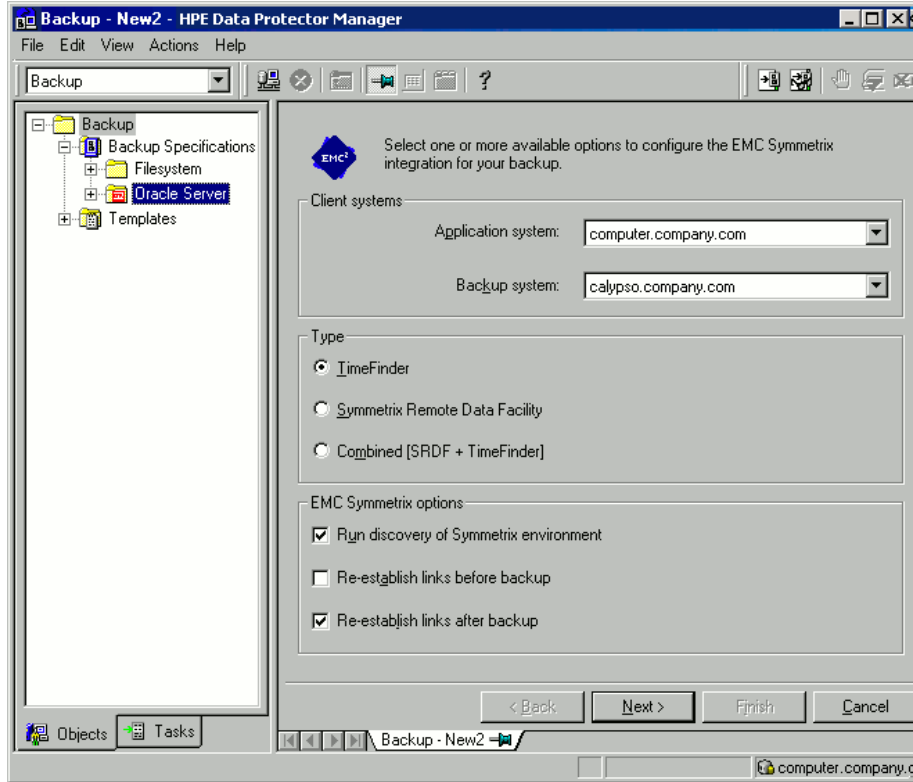 Backup - New2 - HPE Data Protector Manager
File Edit View Actions Help
Backup
?
Backup
Backup Specifications
Filesystem
Oracle Server
Templates
EMC²
Select one or more available options to configure the EMC Symmetrix
integration for your backup.
Client systems
Application system: computer.company.com
Backup system: calypso.company.com
Type
TimeFinder
Symmetrix Remote Data Facility
Combined [SRDF + TimeFinder]
EMC Symmetrix options
Run discovery of Symmetrix environment
Re-establish links before backup
Re-establish links after backup
< Back Next > Finish Cancel
Objects Tasks
Backup - New2
computer.company.c